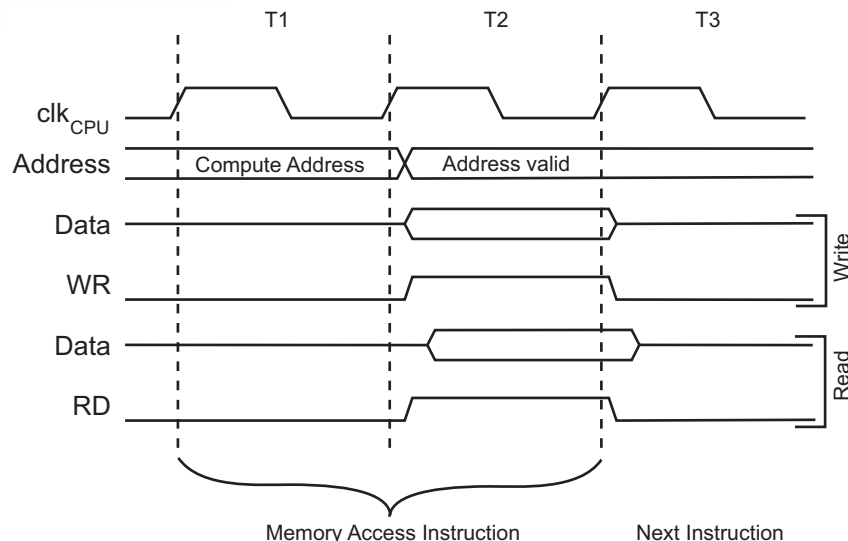 T1 T2 T3
clkCPU
Address Compute Address Address valid
Data
WR
Write
Data
RD
Read
Memory Access Instruction Next Instruction